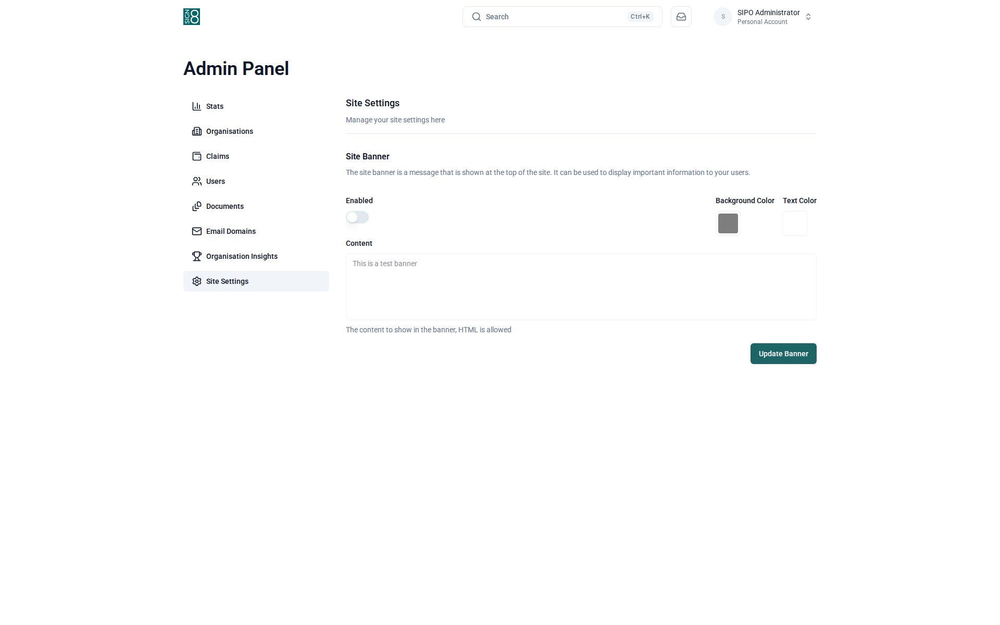 SIGN
8
Search
Ctrl+K
S
SIPO Administrator
Personal Account
Admin Panel
Stats
Organisations
Claims
Users
Documents
Email Domains
Organisation Insights
Site Settings
Site Settings
Manage your site settings here
Site Banner
The site banner is a message that is shown at the top of the site. It can be used to display important information to your users.
Enabled
Background Color
Text Color
Content
This is a test banner
The content to show in the banner, HTML is allowed
Update Banner